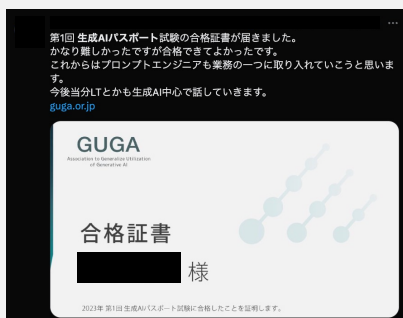 第1回 生成AIパスポート試験の合格証書が届きました。
かなり難しかったですが合格できてよかったです。
これからはプロンプトエンジニアも業務の一つに取り入れていこうと思いま
す。
今後当分LTとかも生成AI中心で話していきます。
guga.or.jp
GUGA
Association to Generalize Utilization
of Generative AI
合格証書
様
2023年 第1回 生成AIパスポート試験に合格したことを証明します。